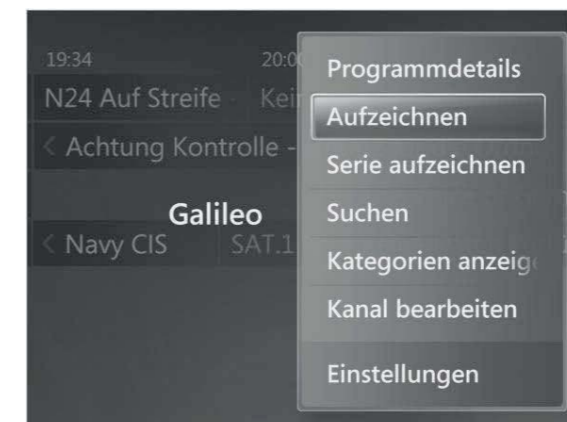 19:34 20:0
N24 Auf Streife Kei
< Achtung Kontrolle -
Galileo
< Navy CIS SAT.1
Programmdetails
Aufzeichnen
Serie aufzeichnen
Suchen
Kategorien anzeig
Kanal bearbeiten
Einstellungen